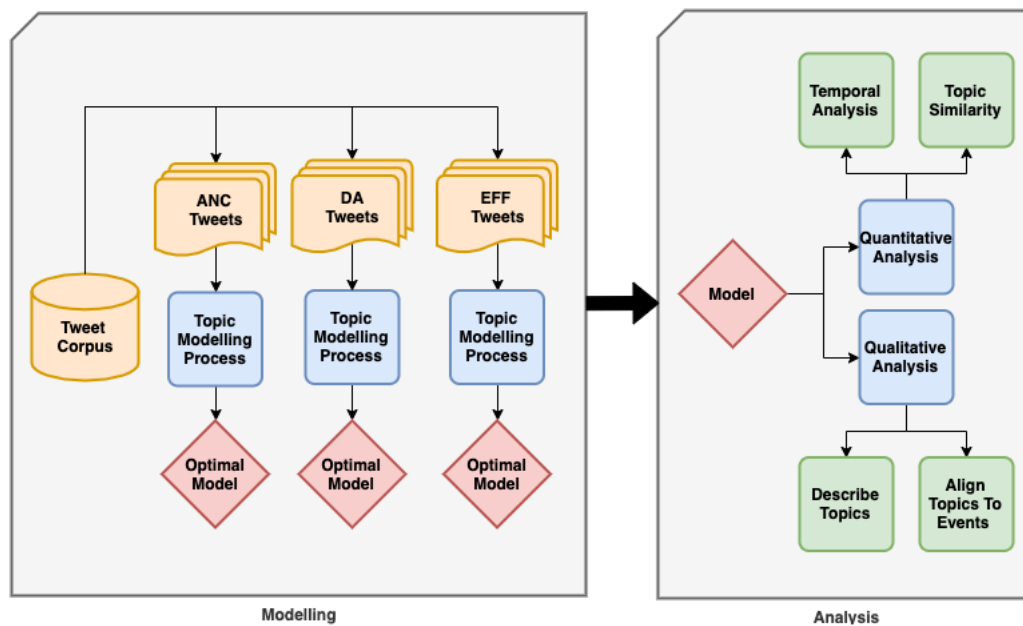 ANC
Tweets
DA
Tweets
EFF
Tweets
Tweet
Corpus
Topic
Modelling
Process
Topic
Modelling
Process
Topic
Modelling
Process
Optimal
Model
Optimal
Model
Optimal
Model
Modelling
Temporal
Analysis
Topic
Similarity
Model
Quantitative
Analysis
Qualitative
Analysis
Describe
Topics
Align
Topics To
Events
Analysis